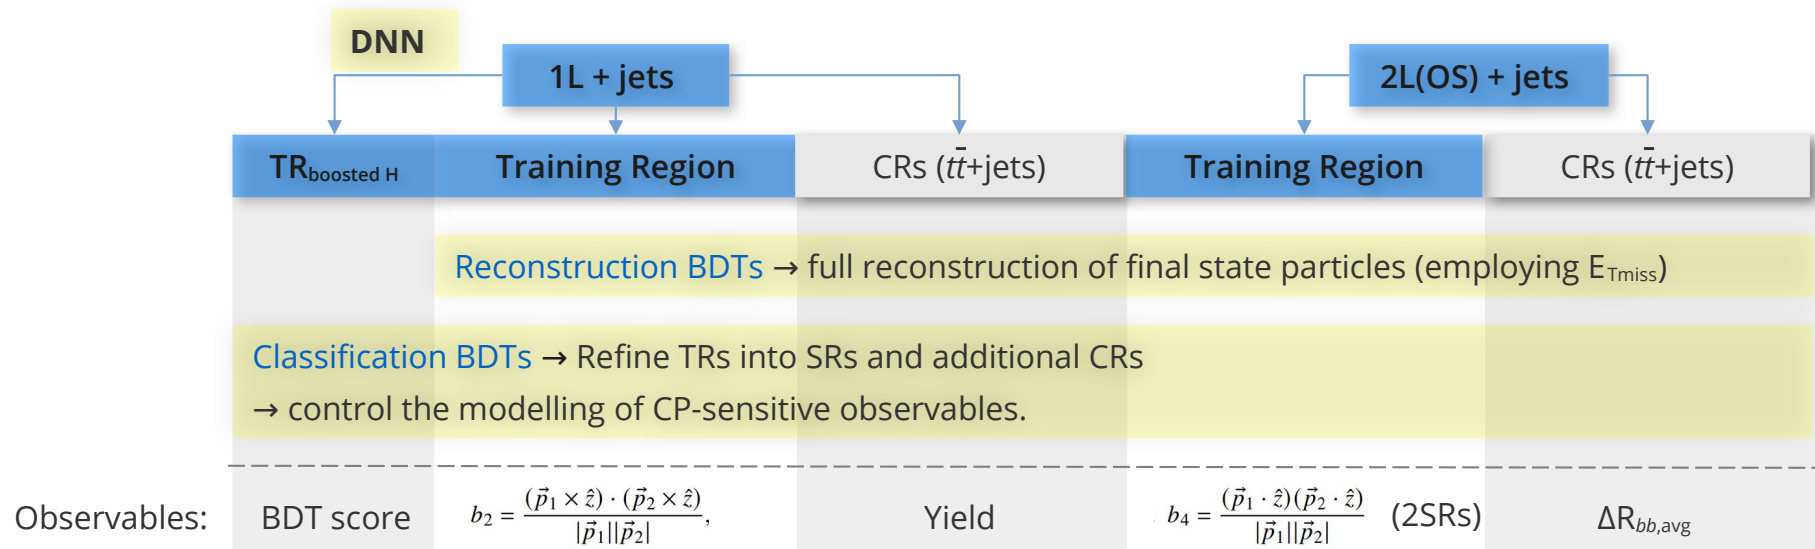 DNN
1L + jets
2L(OS) + jets
TRboosted H
Training Region
CRs (tt̄+jets)
Training Region
CRs (tt̄+jets)
Reconstruction BDTs → full reconstruction of final state particles (employing ETmiss)
Classification BDTs → Refine TRs into SRs and additional CRs
→ control the modelling of CP-sensitive observables.
Observables:
BDT score
b₂ = (p⃗₁ × ẑ) · (p⃗₂ × ẑ) / |p⃗₁||p⃗₂|,
Yield
b₄ = (p⃗₁ · ẑ)(p⃗₂ · ẑ) / |p⃗₁||p⃗₂| (2SRs)
ΔRbb,avg